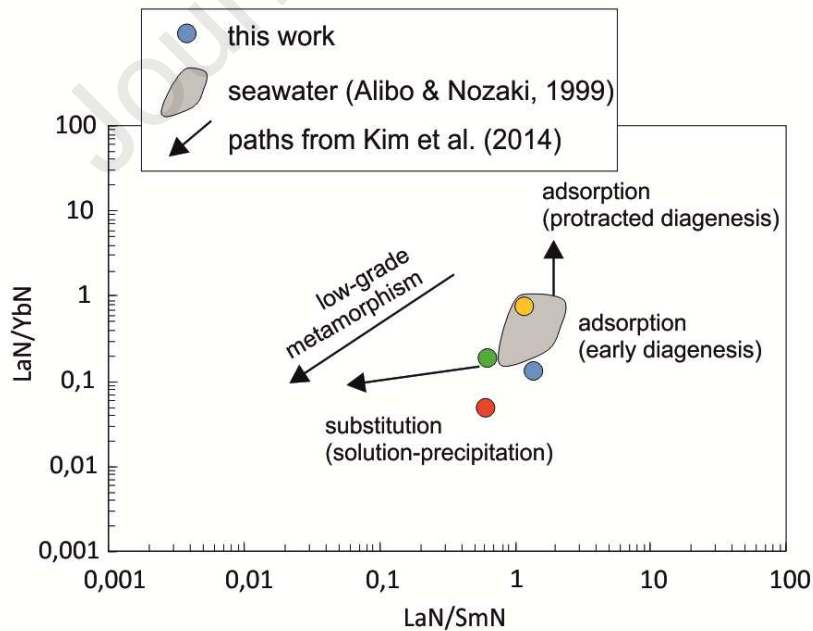 Journ
this work
seawater (Alibo & Nozaki, 1999)
paths from Kim et al. (2014)
100
10
1
0,1
0,01
0,001
LaN/YbN
adsorption
(protracted diagenesis)
low-grade
metamorphism
adsorption
(early diagenesis)
substitution
(solution-precipitation)
0,001
0,01
0,1
1
10
100
LaN/SmN